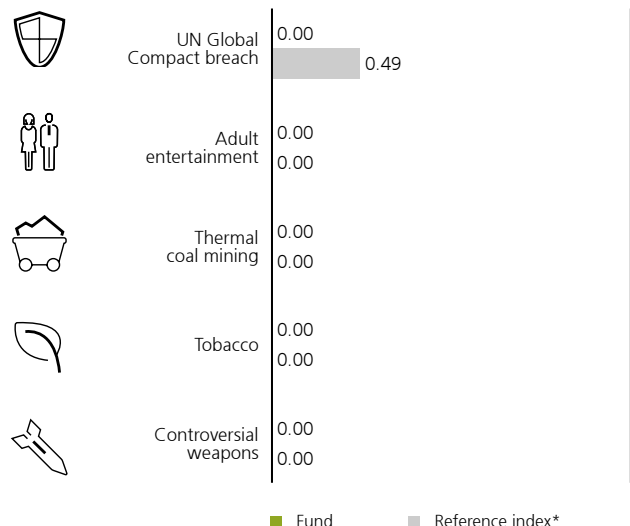 UN Global
Compact breach
0.00
0.49
Adult
entertainment
0.00
0.00
Thermal
coal mining
0.00
0.00
Tobacco
0.00
0.00
Controversial
weapons
0.00
0.00
Fund
Reference index*